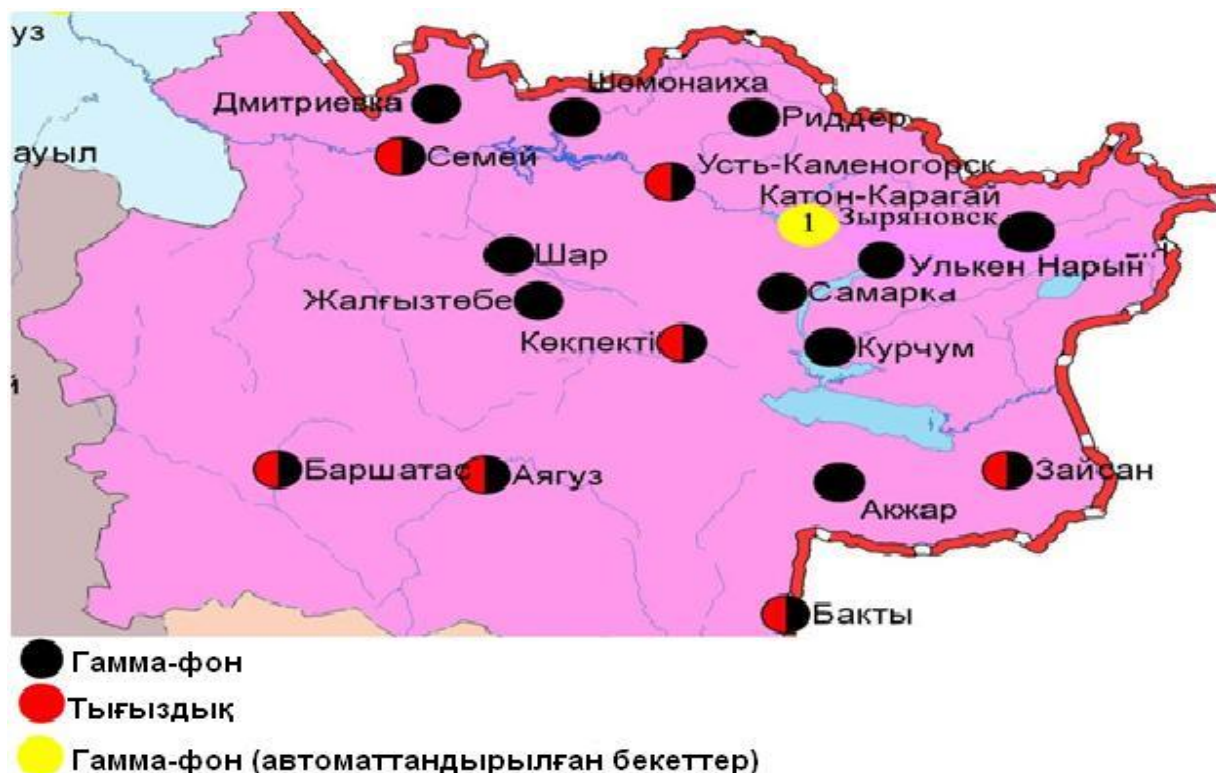 уз
Шемонаиха
Дмитриевка
Риддер
ауыл
Семей
Усть-Каменогорск
Катон-Карагай
1
Зыряновск
Шар
Улькен Нарын
Самарка
Жалғызтөбе
Көкпекті
Курчум
й
Баршатас
Аягуз
Зайсан
Акжар
Бакты
Гамма-фон
Тығыздық
Гамма-фон (автоматтандырылған бекеттер)